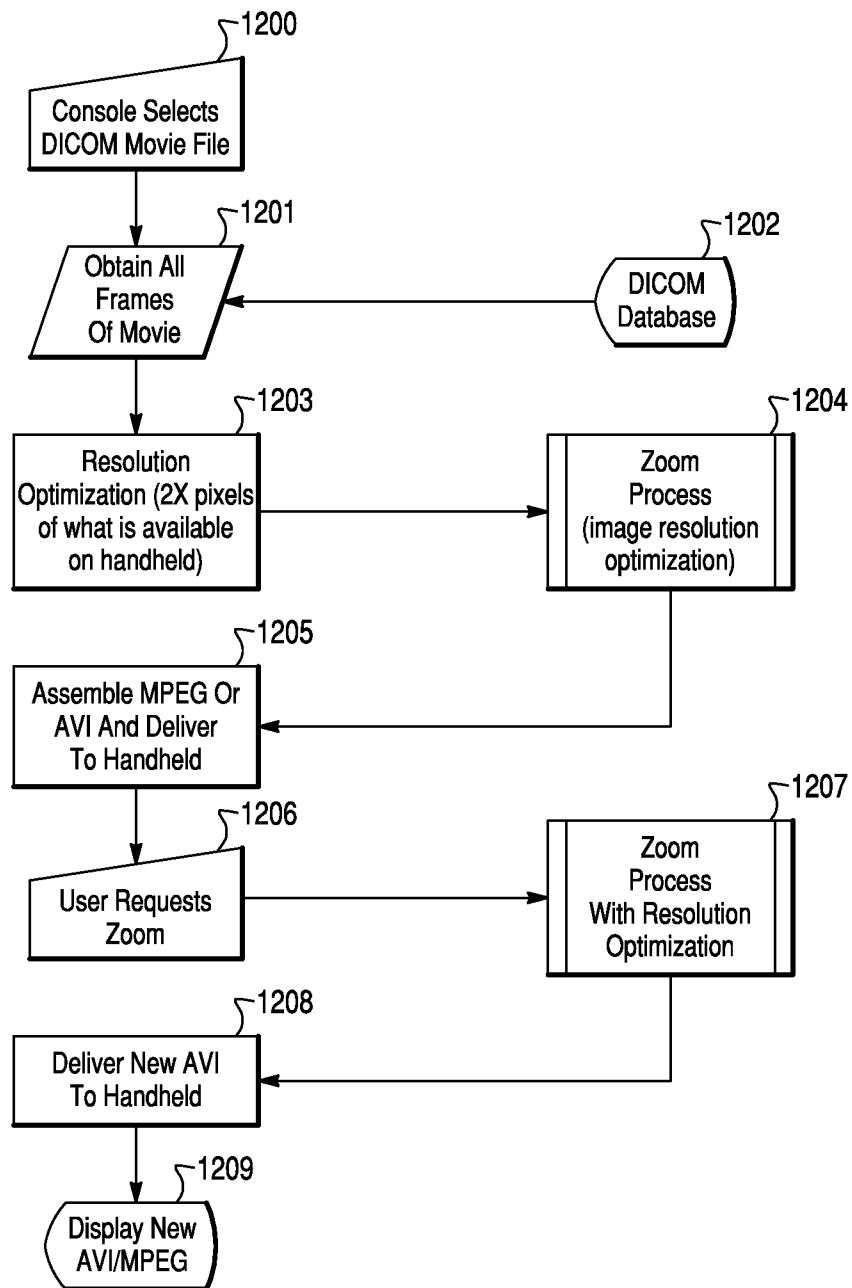 1200
Console Selects
DICOM Movie File
1201
Obtain All
Frames
Of Movie
1202
DICOM
Database
1203
Resolution
Optimization (2X pixels
of what is available
on handheld)
1204
Zoom
Process
(image resolution
optimization)
1205
Assemble MPEG Or
AVI And Deliver
To Handheld
1206
User Requests
Zoom
1207
Zoom
Process
With Resolution
Optimization
1208
Deliver New AVI
To Handheld
1209
Display New
AVI/MPEG